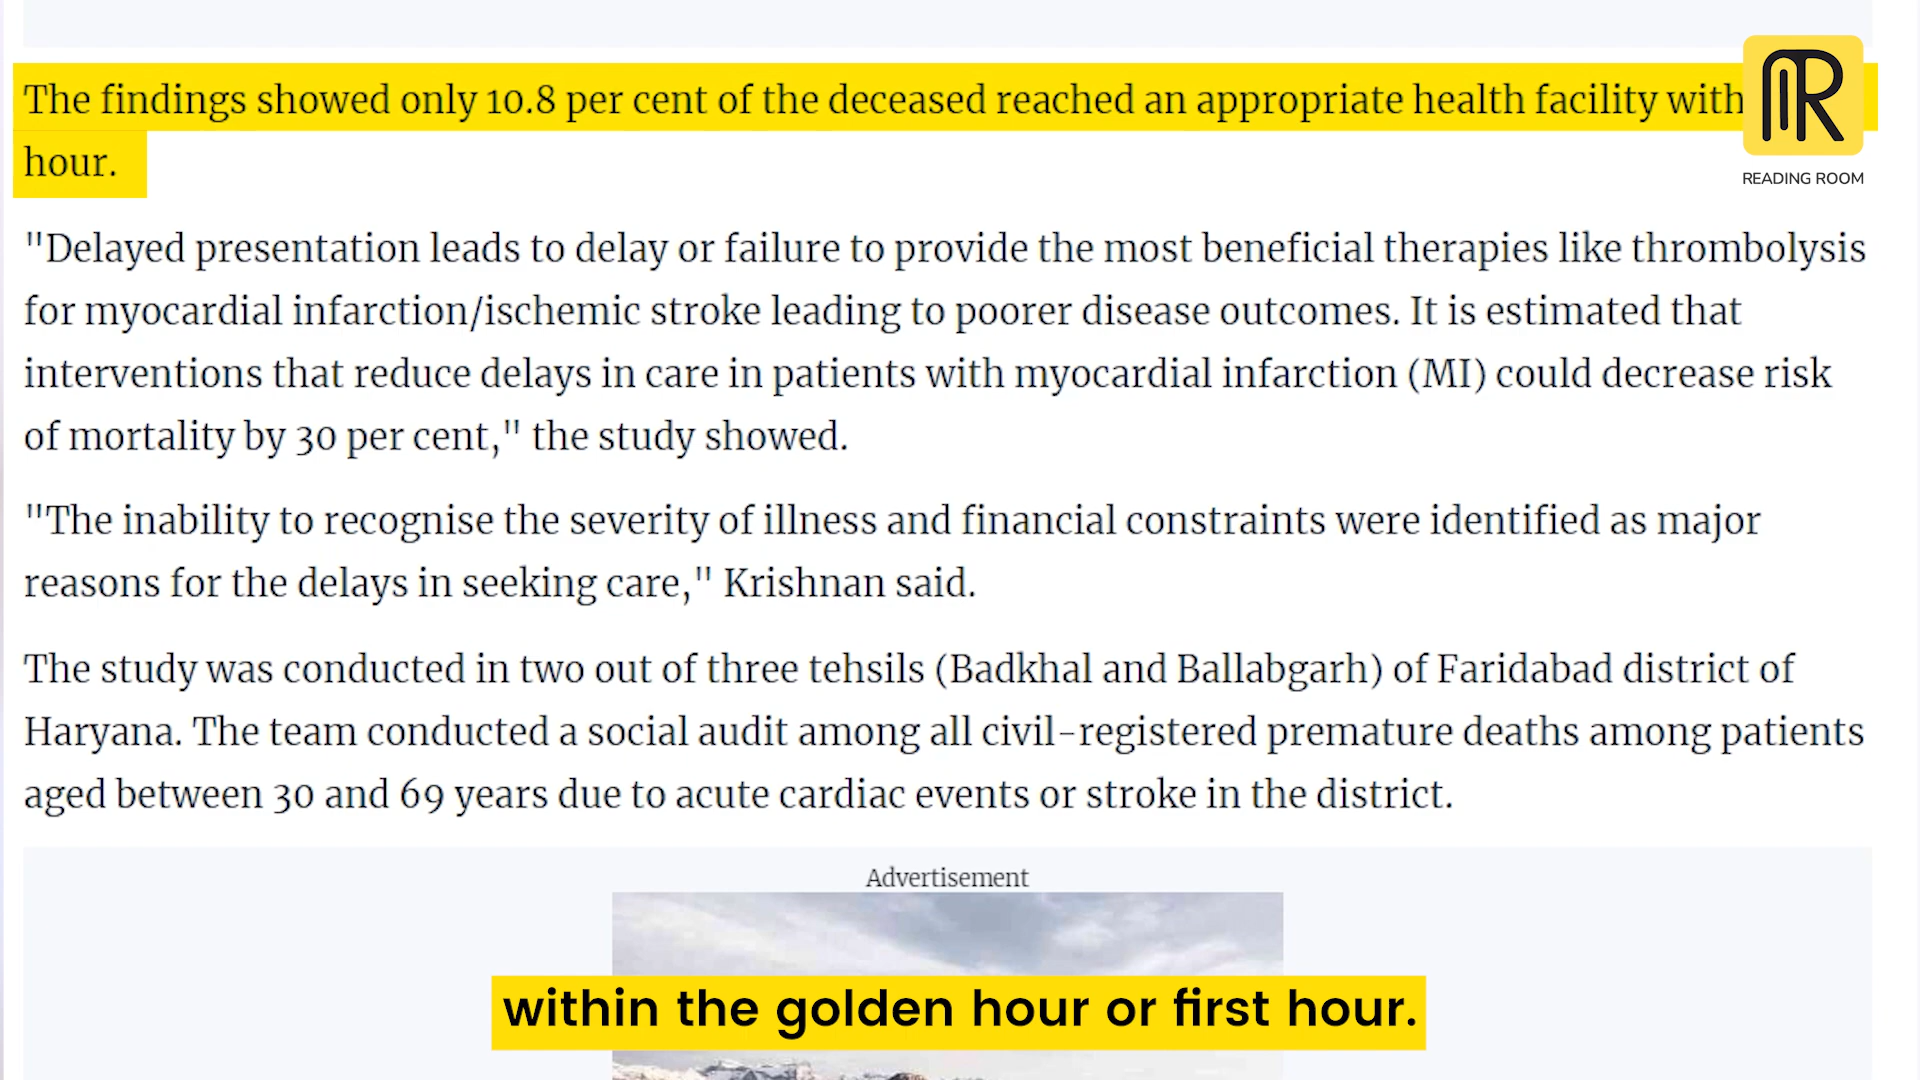 The findings showed only 10.8 per cent of the deceased reached an appropriate health facility with
hour.
READING ROOM
"Delayed presentation leads to delay or failure to provide the most beneficial therapies like thrombolysis
for myocardial infarction/ischemic stroke leading to poorer disease outcomes. It is estimated that
interventions that reduce delays in care in patients with myocardial infarction (MI) could decrease risk
of mortality by 30 per cent," the study showed.
"The inability to recognise the severity of illness and financial constraints were identified as major
reasons for the delays in seeking care," Krishnan said.
The study was conducted in two out of three tehsils (Badkhal and Ballabgarh) of Faridabad district of
Haryana. The team conducted a social audit among all civil-registered premature deaths among patients
aged between 30 and 69 years due to acute cardiac events or stroke in the district.
Advertisement
within the golden hour or first hour.